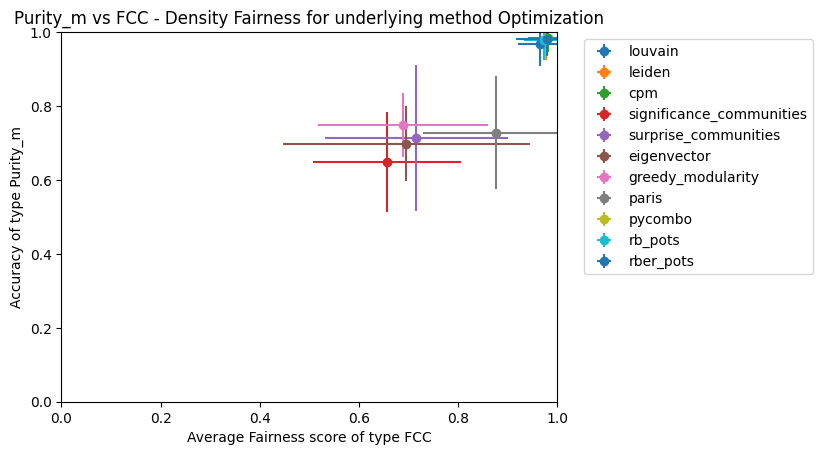 Purity_m vs FCC - Density Fairness for underlying method Optimization
1.0
0.8
0.6
0.4
0.2
0.0
Accuracy of type Purity_m
0.0 0.2 0.4 0.6 0.8 1.0
Average Fairness score of type FCC
louvain
leiden
cpm
significance_communities
surprise_communities
eigenvector
greedy_modularity
paris
pycombo
rb_pots
rber_pots